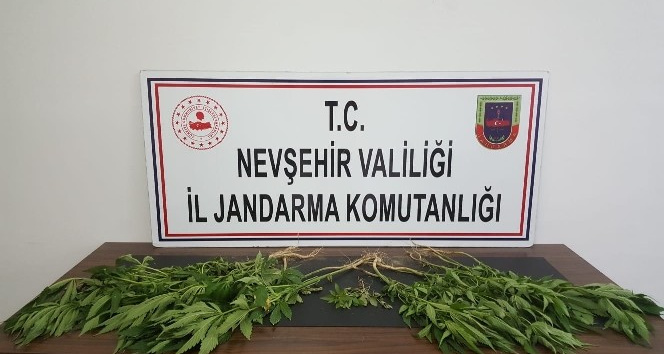 T.C.
NEVŞEHİR VALİLİĞİ
İL JANDARMA KOMUTANLIĞI